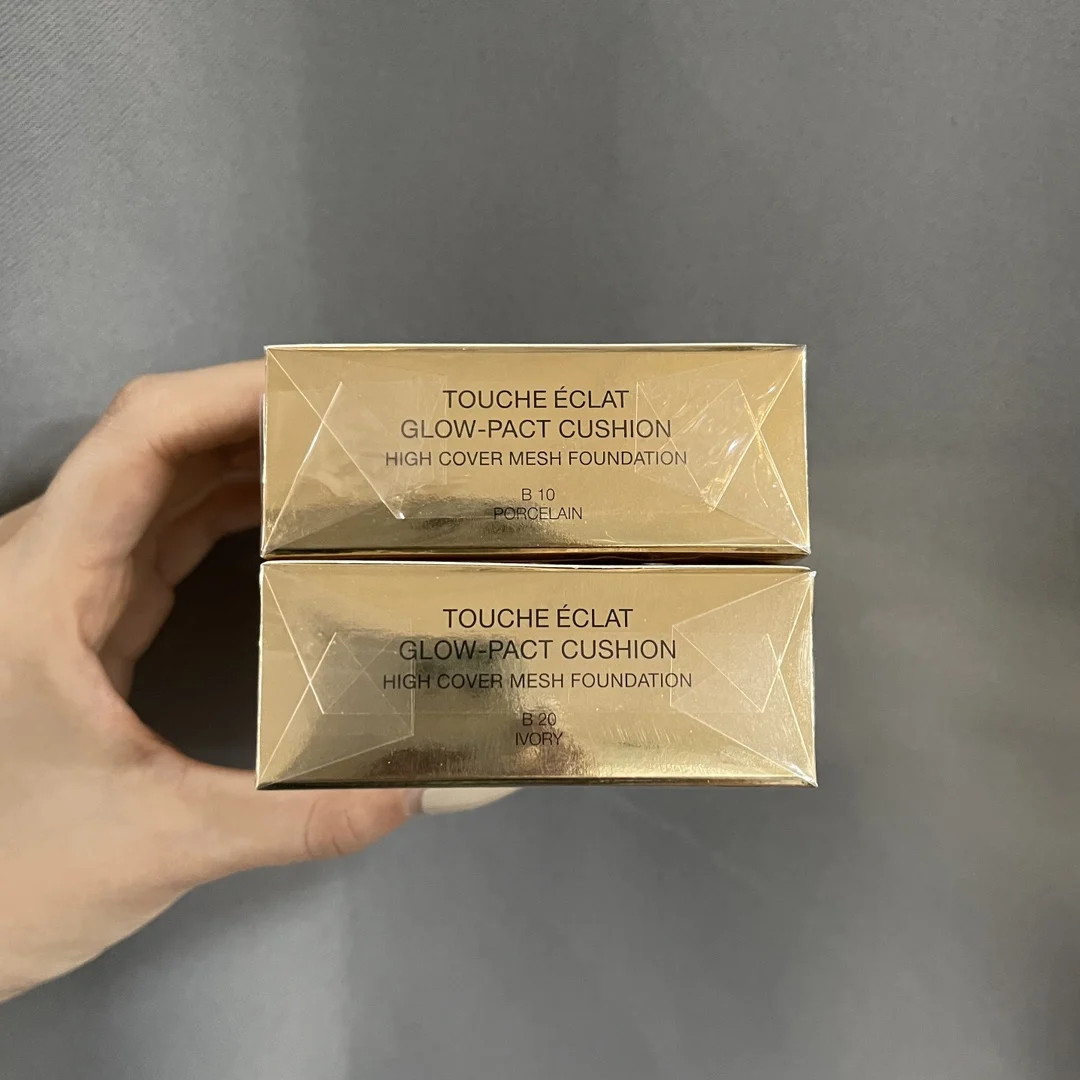 TOUCHE ÉCLAT
GLOW-PACT CUSHION
HIGH COVER MESH FOUNDATION
B 10
PORCELAIN
TOUCHE ÉCLAT
GLOW-PACT CUSHION
HIGH COVER MESH FOUNDATION
B 20
IVORY